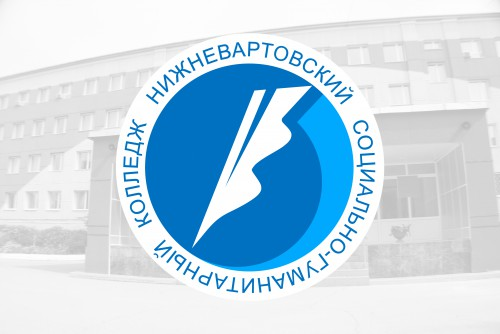 НИЖНЕВАРТОВСКИЙ СОЦИАЛЬНО-ГУМАНИТАРНЫЙ КОЛЛЕДЖ